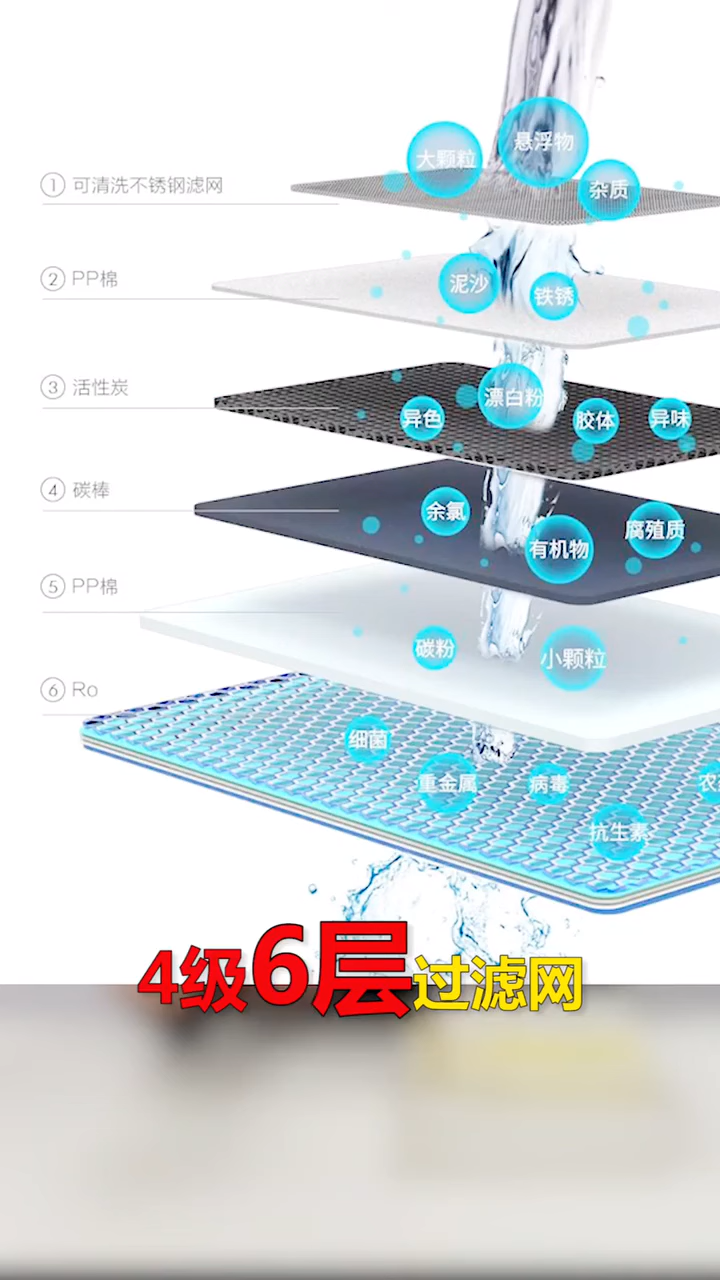 大颗粒
悬浮物
杂质
① 可清洗不锈钢滤网
② PP棉
泥沙
铁锈
③ 活性炭
异色
漂白粉
胶体
异味
④ 碳棒
余氯
有机物
腐殖质
⑤ PP棉
碳粉
小颗粒
⑥ Ro
细菌
重金属
病毒
农
抗生素
4级6层过滤网